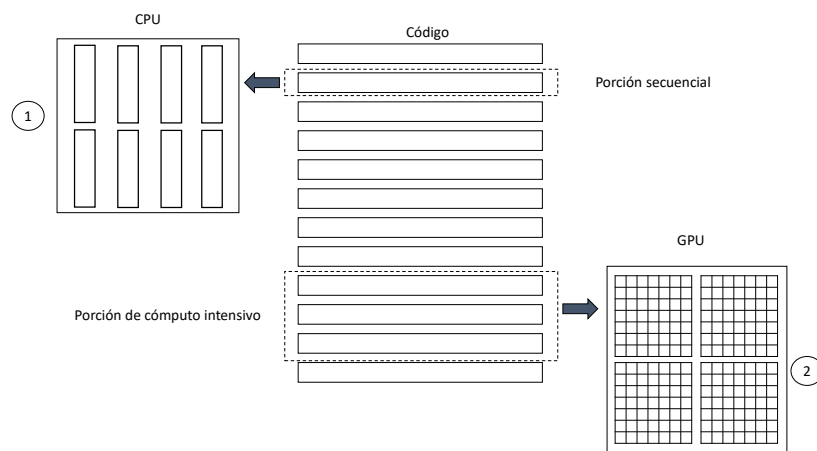 CPU
Código
Porción secuencial
1
GPU
Porción de cómputo intensivo
2